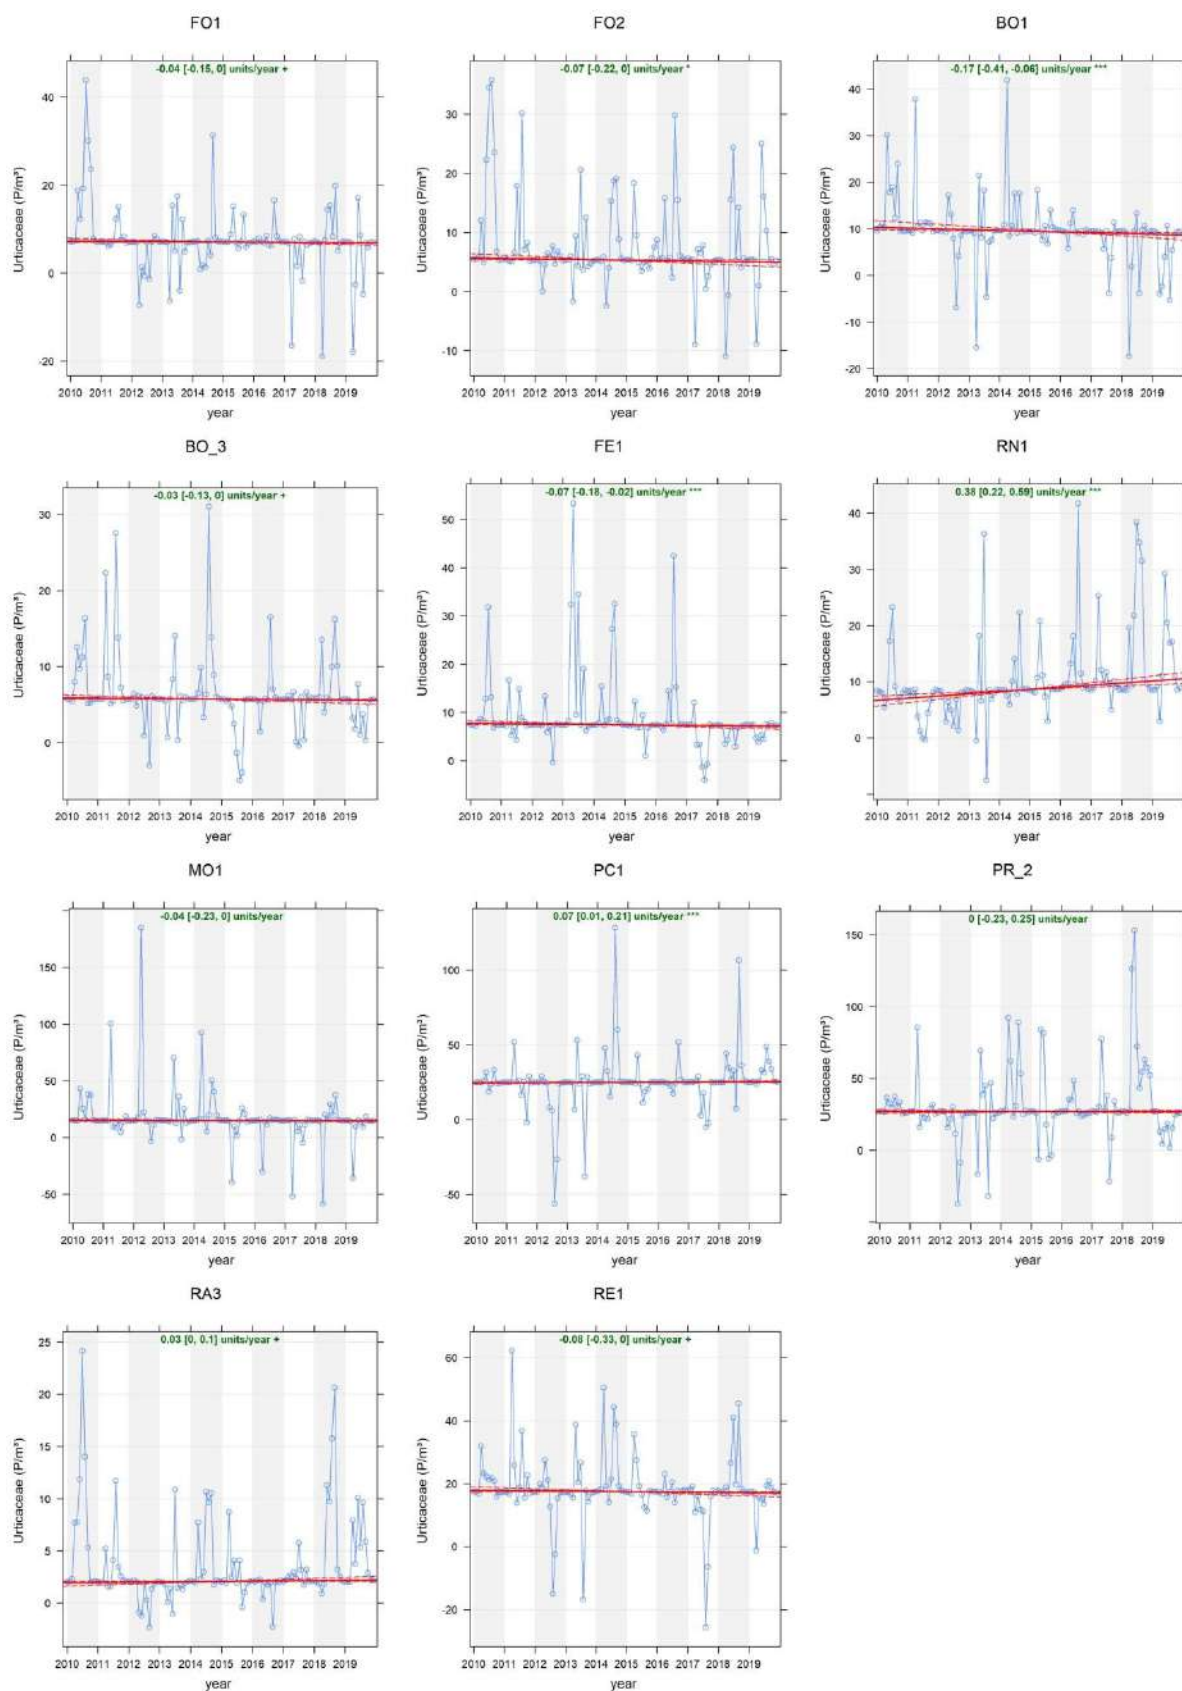 FO1
-0.04 [-0.15, 0] units/year +
Urticaceae (P/m³)
40
20
0
-20
2010 2011 2012 2013 2014 2015 2016 2017 2018 2019
year
FO2
-0.07 [-0.22, 0] units/year *
Urticaceae (P/m³)
30
20
10
0
-10
2010 2011 2012 2013 2014 2015 2016 2017 2018 2019
year
BO1
-0.17 [-0.41, -0.06] units/year ***
Urticaceae (P/m³)
40
30
20
10
0
-10
-20
2010 2011 2012 2013 2014 2015 2016 2017 2018 2019
year
BO_3
-0.03 [-0.13, 0] units/year +
Urticaceae (P/m³)
30
20
10
0
2010 2011 2012 2013 2014 2015 2016 2017 2018 2019
year
FE1
-0.07 [-0.18, -0.02] units/year ***
Urticaceae (P/m³)
50
40
30
20
10
0
2010 2011 2012 2013 2014 2015 2016 2017 2018 2019
year
RN1
0.38 [0.22, 0.59] units/year ***
Urticaceae (P/m³)
40
30
20
10
0
2010 2011 2012 2013 2014 2015 2016 2017 2018 2019
year
MO1
-0.04 [-0.23, 0] units/year
Urticaceae (P/m³)
150
100
50
0
-50
2010 2011 2012 2013 2014 2015 2016 2017 2018 2019
year
PC1
0.07 [0.01, 0.21] units/year ***
Urticaceae (P/m³)
100
50
0
-50
2010 2011 2012 2013 2014 2015 2016 2017 2018 2019
year
PR_2
0 [-0.23, 0.25] units/year
Urticaceae (P/m³)
150
100
50
0
2010 2011 2012 2013 2014 2015 2016 2017 2018 2019
year
RA3
0.03 [0, 0.1] units/year +
Urticaceae (P/m³)
25
20
15
10
5
0
2010 2011 2012 2013 2014 2015 2016 2017 2018 2019
year
RE1
-0.08 [-0.33, 0] units/year +
Urticaceae (P/m³)
60
40
20
0
-20
2010 2011 2012 2013 2014 2015 2016 2017 2018 2019
year